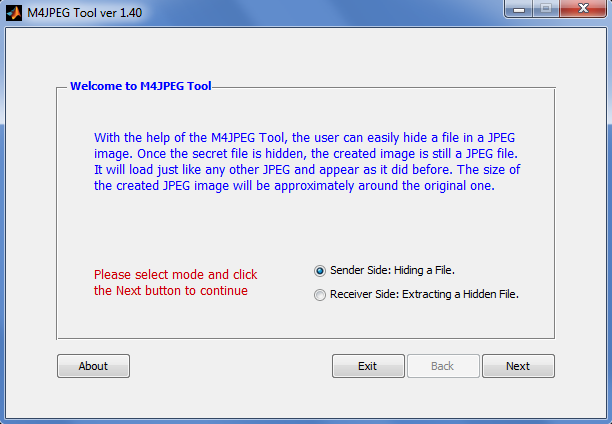 M4JPEG Tool ver 1.40
Welcome to M4JPEG Tool
With the help of the M4JPEG Tool, the user can easily hide a file in a JPEG
image. Once the secret file is hidden, the created image is still a JPEG file.
It will load just like any other JPEG and appear as it did before. The size of
the created JPEG image will be approximately around the original one.
Please select mode and click
the Next button to continue
Sender Side: Hiding a File.
Receiver Side: Extracting a Hidden File.
About
Exit
Back
Next